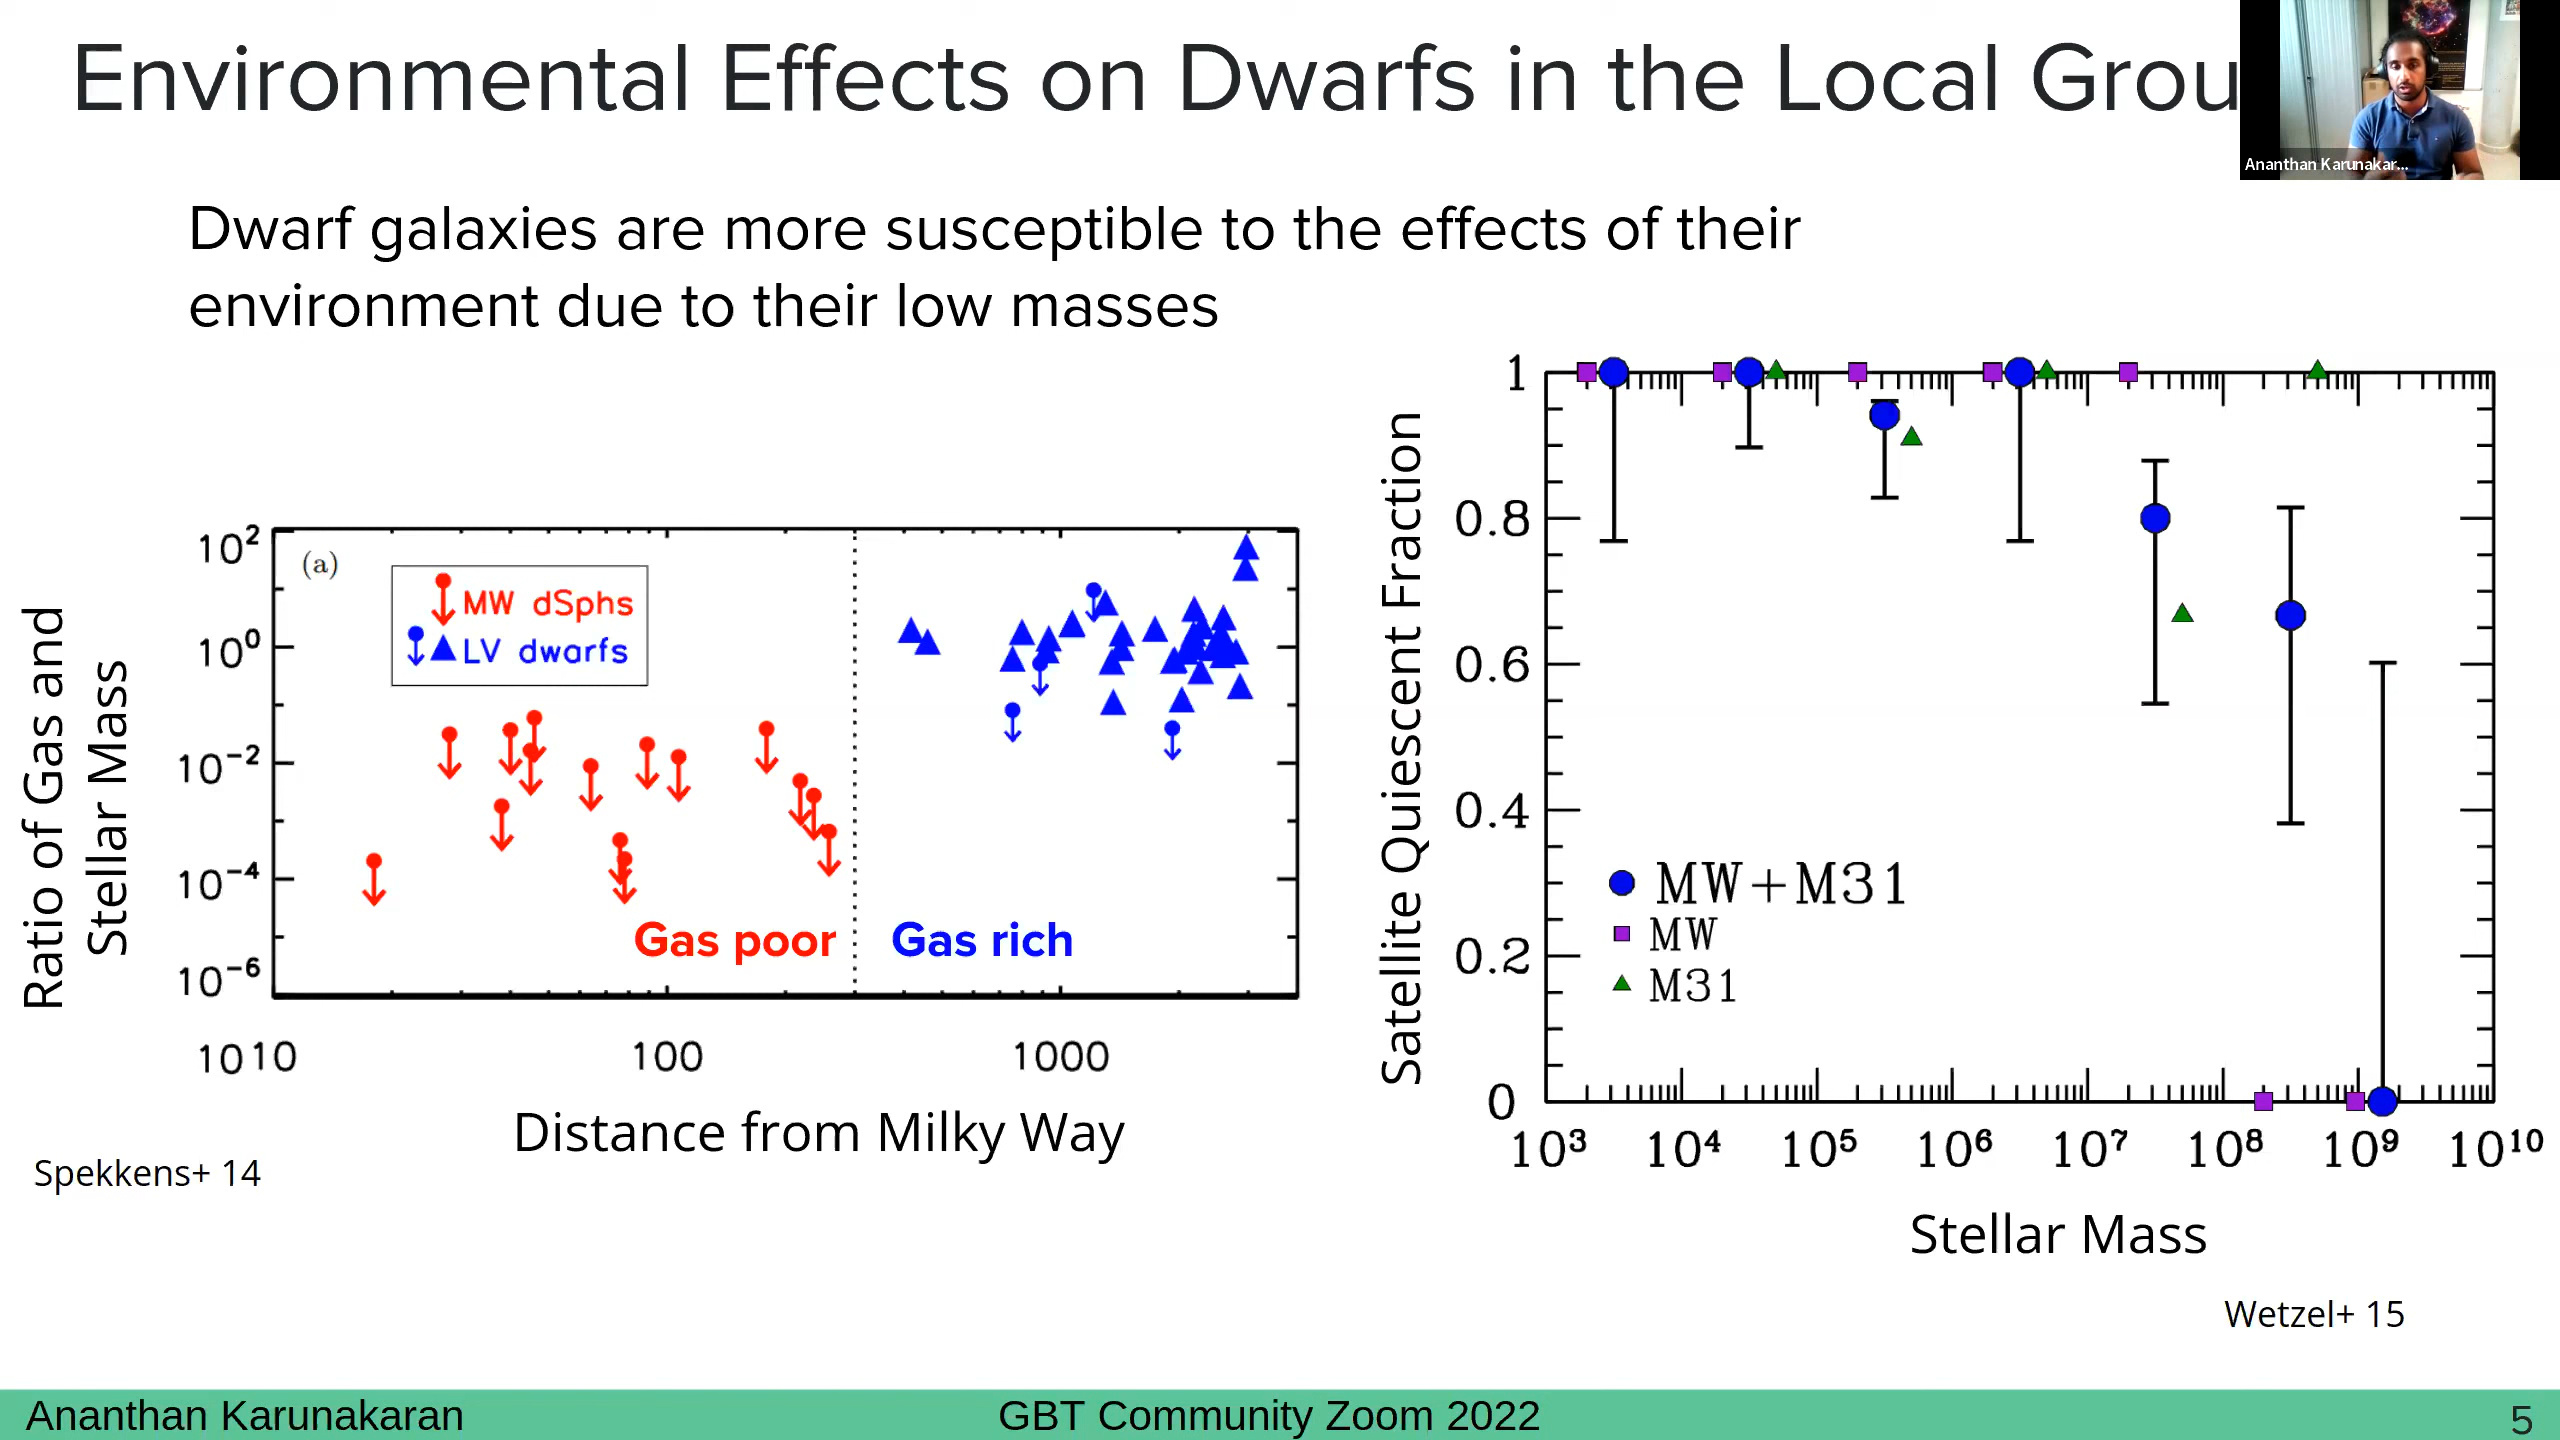 Environmental Effects on Dwarfs in the Local Grou
Ananthan Karunakar...
Dwarf galaxies are more susceptible to the effects of their
environment due to their low masses
Ratio of Gas and
Stellar Mass
10²
10⁰
10⁻²
10⁻⁴
10⁻⁶
(a)
MW dSphs
LV dwarfs
Gas poor
Gas rich
1010
100
1000
Distance from Milky Way
Spekkens+ 14
Satellite Quiescent Fraction
1
0.8
0.6
0.4
0.2
0
MW+M31
MW
M31
10³ 10⁴ 10⁵ 10⁶ 10⁷ 10⁸ 10⁹ 10¹⁰
Stellar Mass
Wetzel+ 15
Ananthan Karunakaran
GBT Community Zoom 2022
5